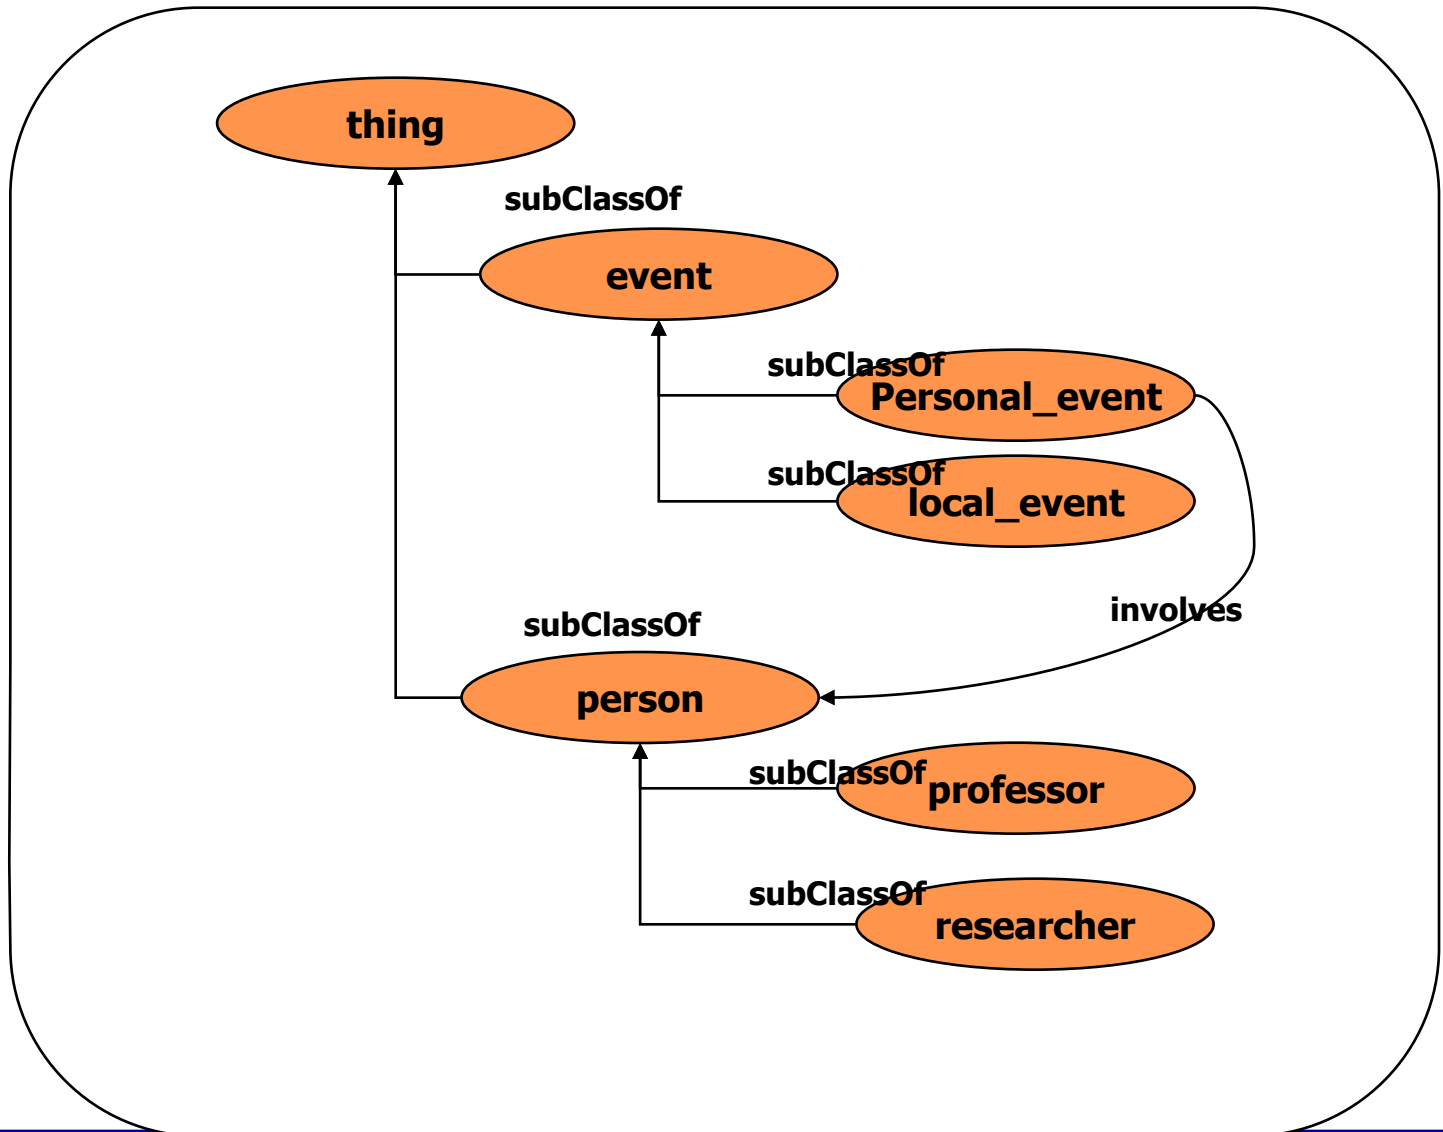 thing
subClassOf
event
subClassOf
Personal_event
subClassOf
local_event
involves
subClassOf
person
subClassOf
professor
subClassOf
researcher